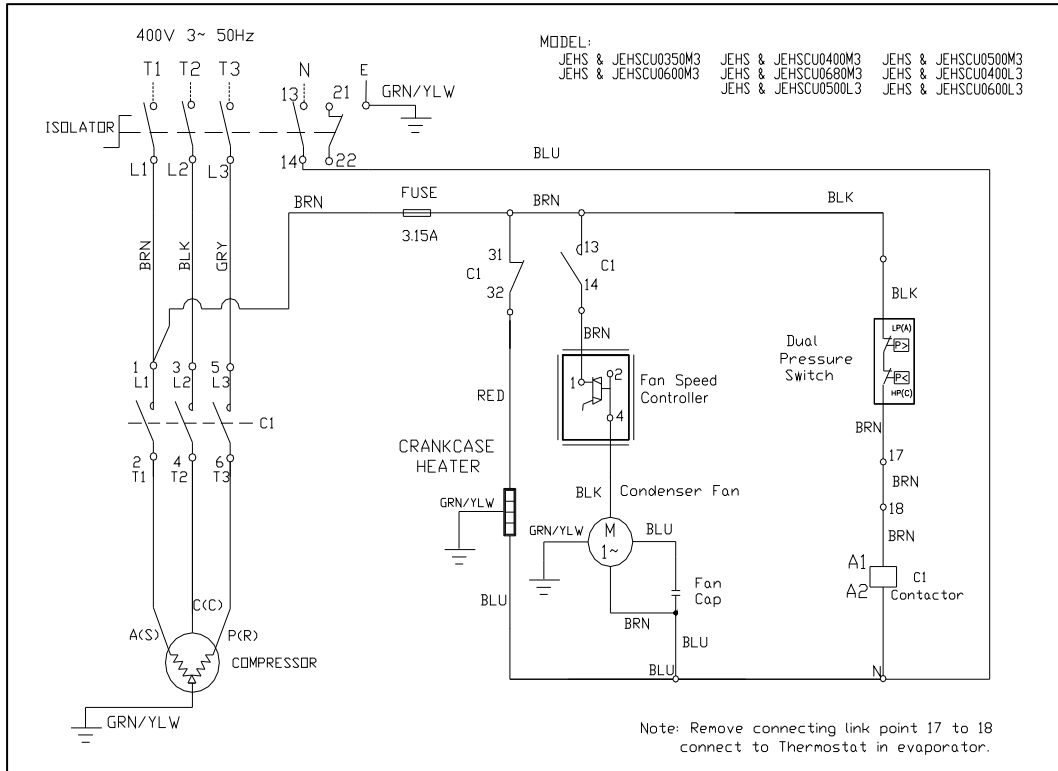 400V 3~ 50Hz
MODEL:
JEHS & JEHSCU0350M3 JEHS & JEHSCU0400M3 JEHS & JEHSCU0500M3
JEHS & JEHSCU0600M3 JEHS & JEHSCU0680M3 JEHS & JEHSCU0400L3
JEHS & JEHSCU0500L3 JEHS & JEHSCU0600L3
T1 T2 T3 N E
13 21 GRN/YLW
ISOLATOR
L1 L2 L3 14 22
BLU
BRN FUSE BRN BLK
3.15A
BRN BLK GRY
31 C1 32
13 C1 14
BLK
BRN
LP(A)
P>
P<
HP(C)
Dual
Pressure
Switch
1 3 5
L1 L2 L3
C1
2 4 6
T1 T2 T3
RED
1 2 4
Fan Speed
Controller
BRN
17
BRN
18
BRN
CRANKCASE
HEATER
GRN/YLW
BLK Condenser Fan
GRN/YLW M BLU
1~
A1
A2
C1
Contactor
Fan
Cap
BLU
BRN
BLU
C(C)
A(S) P(R)
COMPRESSOR
BLU N
GRN/YLW
Note: Remove connecting link point 17 to 18
connect to Thermostat in evaporator.